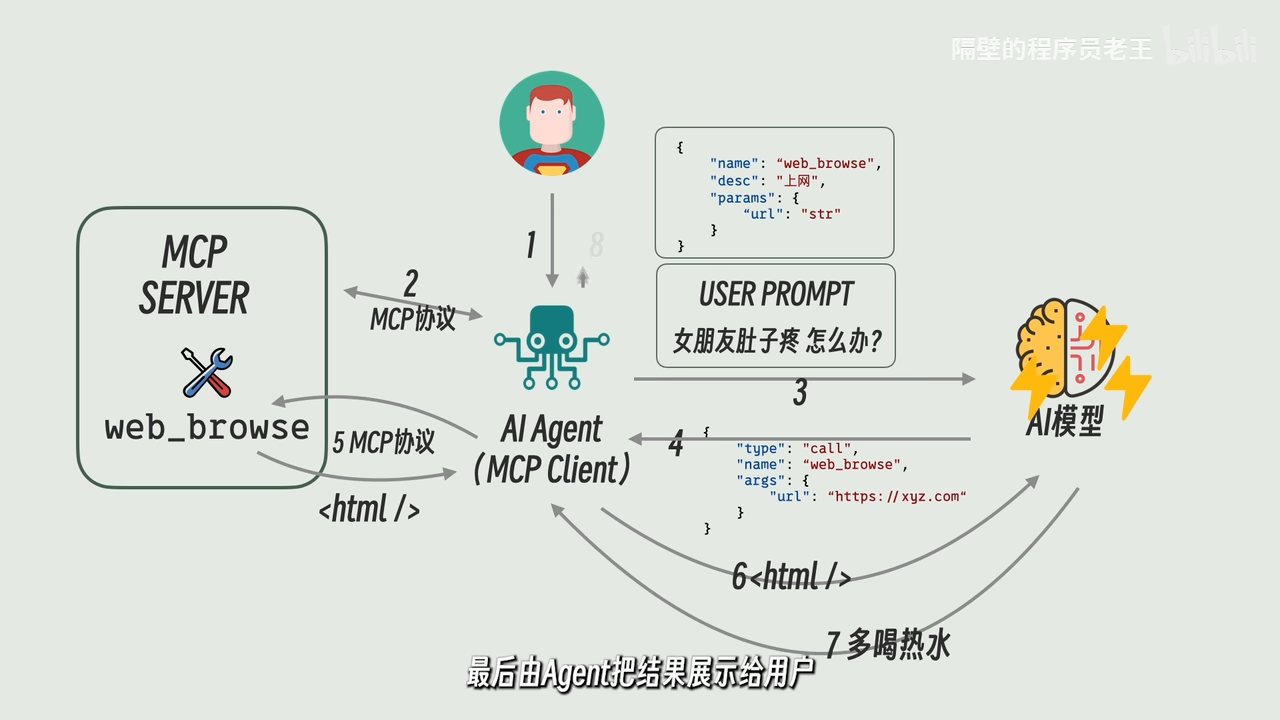 隔壁的程序员老王 bilibili
{
"name": “web_browse",
"desc": "上网",
"params": {
“url": "str"
}
}
MCP
SERVER
1
8
2
MCP协议
USER PROMPT
女朋友肚子疼 怎么办?
3
web_browse
5 MCP协议
<html />
AI Agent
(MCP Client)
AI模型
4
{
"type": "call",
"name": “web_browse",
"args": {
"url": “https://xyz.com“
}
}
6<html />
7 多喝热水
最后由Agent把结果展示给用户